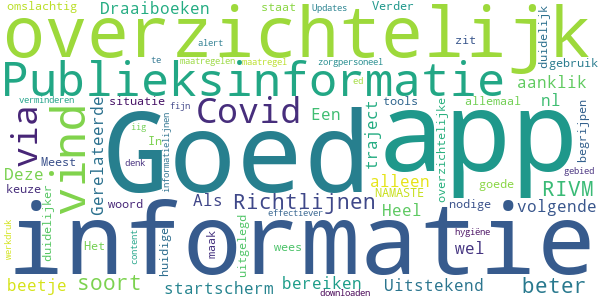 omslachtig Draaiboeken staat Updates Verder
overzichtelijk
alert zit duidelijk gebruik
Publieksinformatie te maatregelen maatregel zorgpersoneel
ed aanklik
verminderen situatie fijn Covid Een tools allemaal nl
via vind Gerelateerde Goed app
iig In informatielijnen traject overzichtelijke begrijpen
Deze Meest denk alleen goede gebied
keuze duidelijker woord Als Richtlijnen NAMASTE RIVM
informatie
effectiever Heel nodige volgende
werkdruk Het content huidige maak uitgelegd wees wel hygiëne
beetje soort startscherm bereiken Uitstekend beter
downloaden